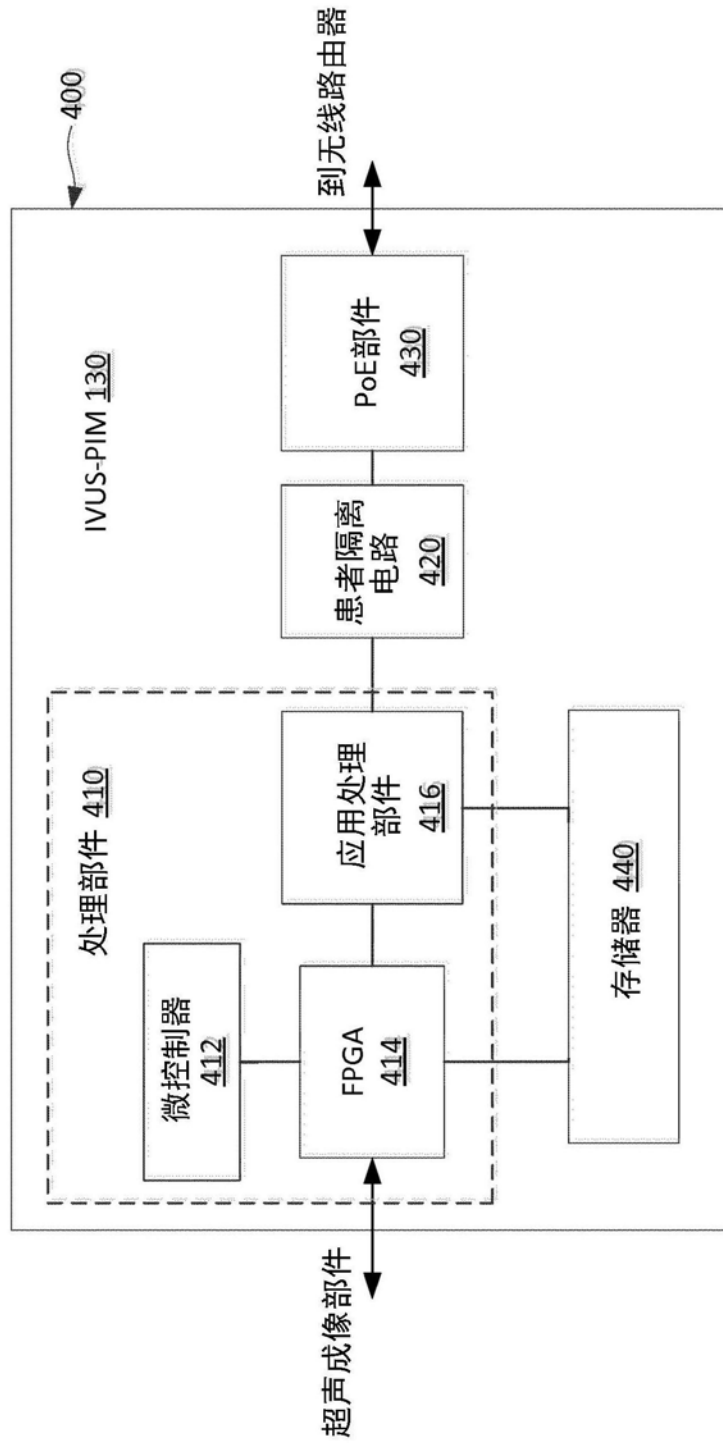 400
IVUS-PIM 130
处理部件 410
微控制器
412
FPGA
414
应用处理
部件
416
患者隔离
电路
420
PoE部件
430
存储器 440
超声成像部件
到无线路由器